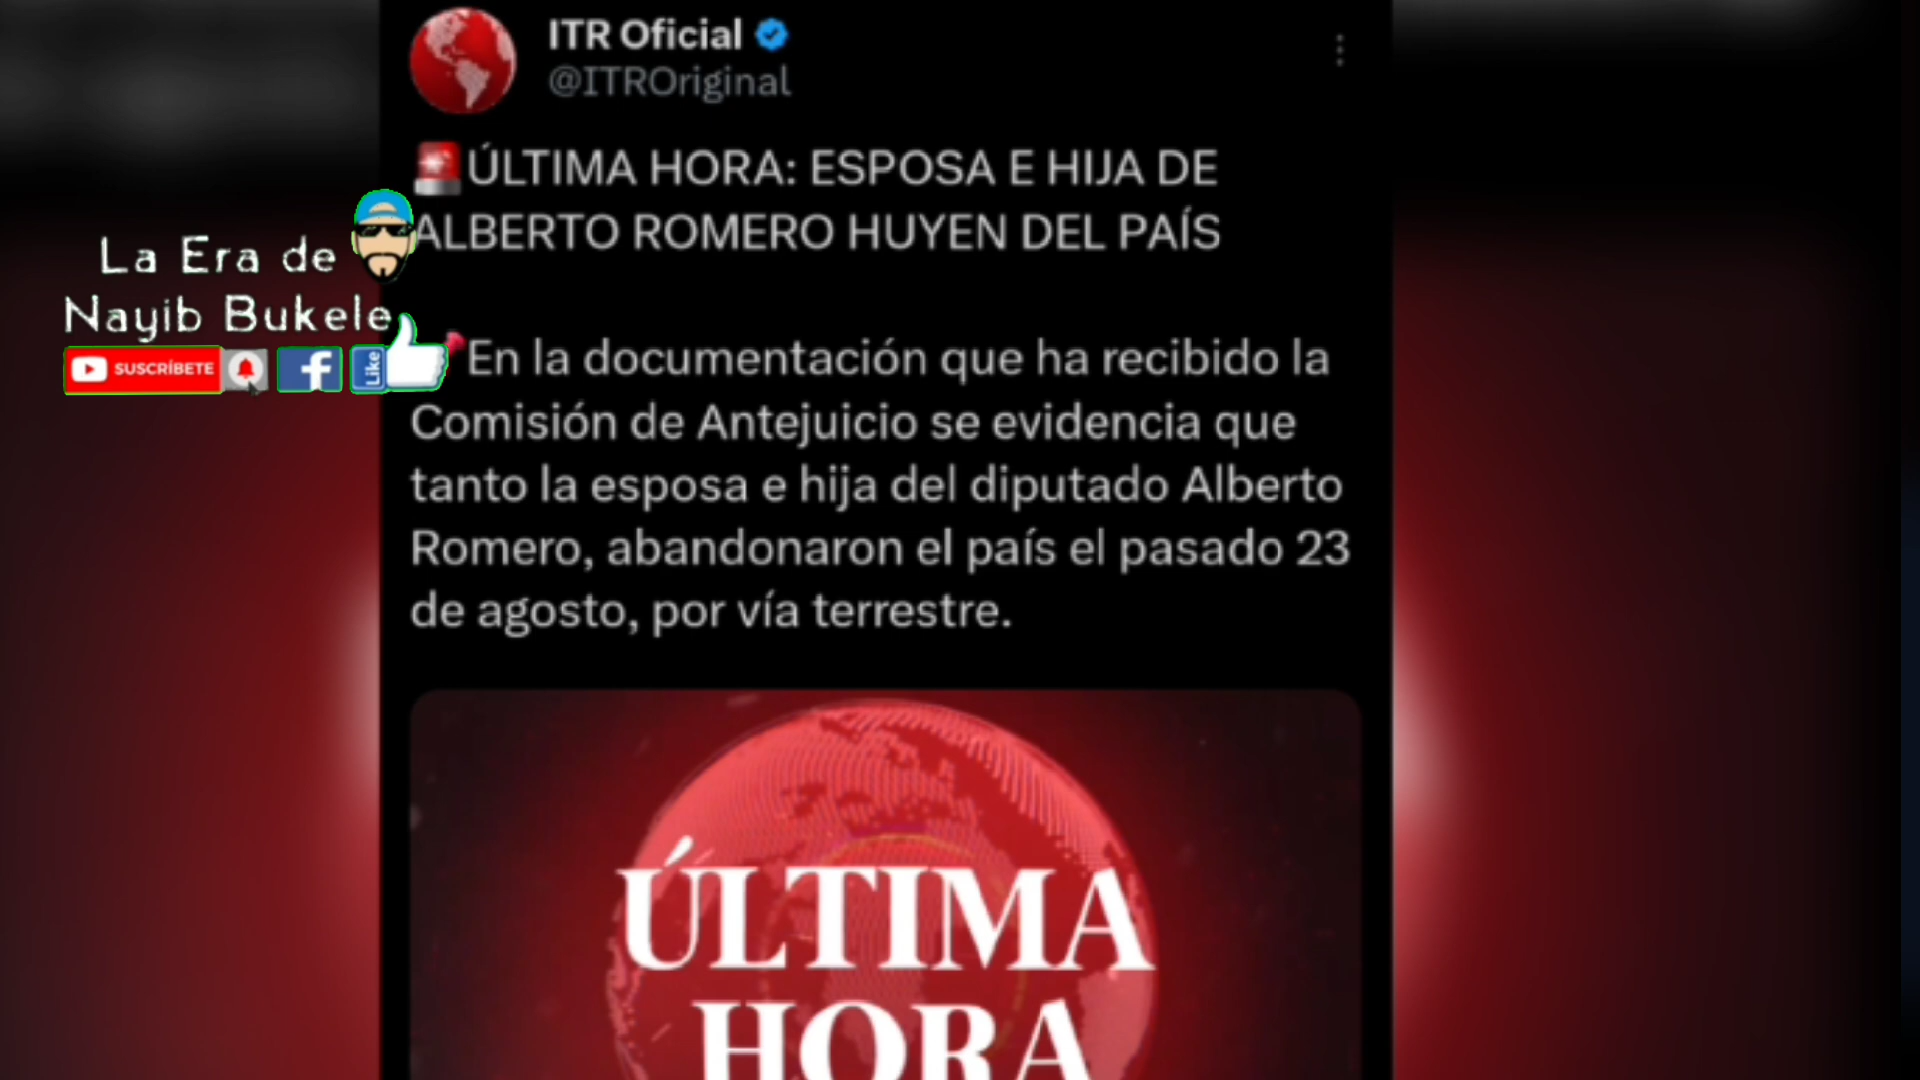 ITR Oficial
@ITROriginal
ÚLTIMA HORA: ESPOSA E HIJA DE
ALBERTO ROMERO HUYEN DEL PAÍS
La Era de
Nayib Bukele
SUSCRÍBETE
f
Like
En la documentación que ha recibido la
Comisión de Antejuicio se evidencia que
tanto la esposa e hija del diputado Alberto
Romero, abandonaron el país el pasado 23
de agosto, por vía terrestre.
ÚLTIMA
HORA